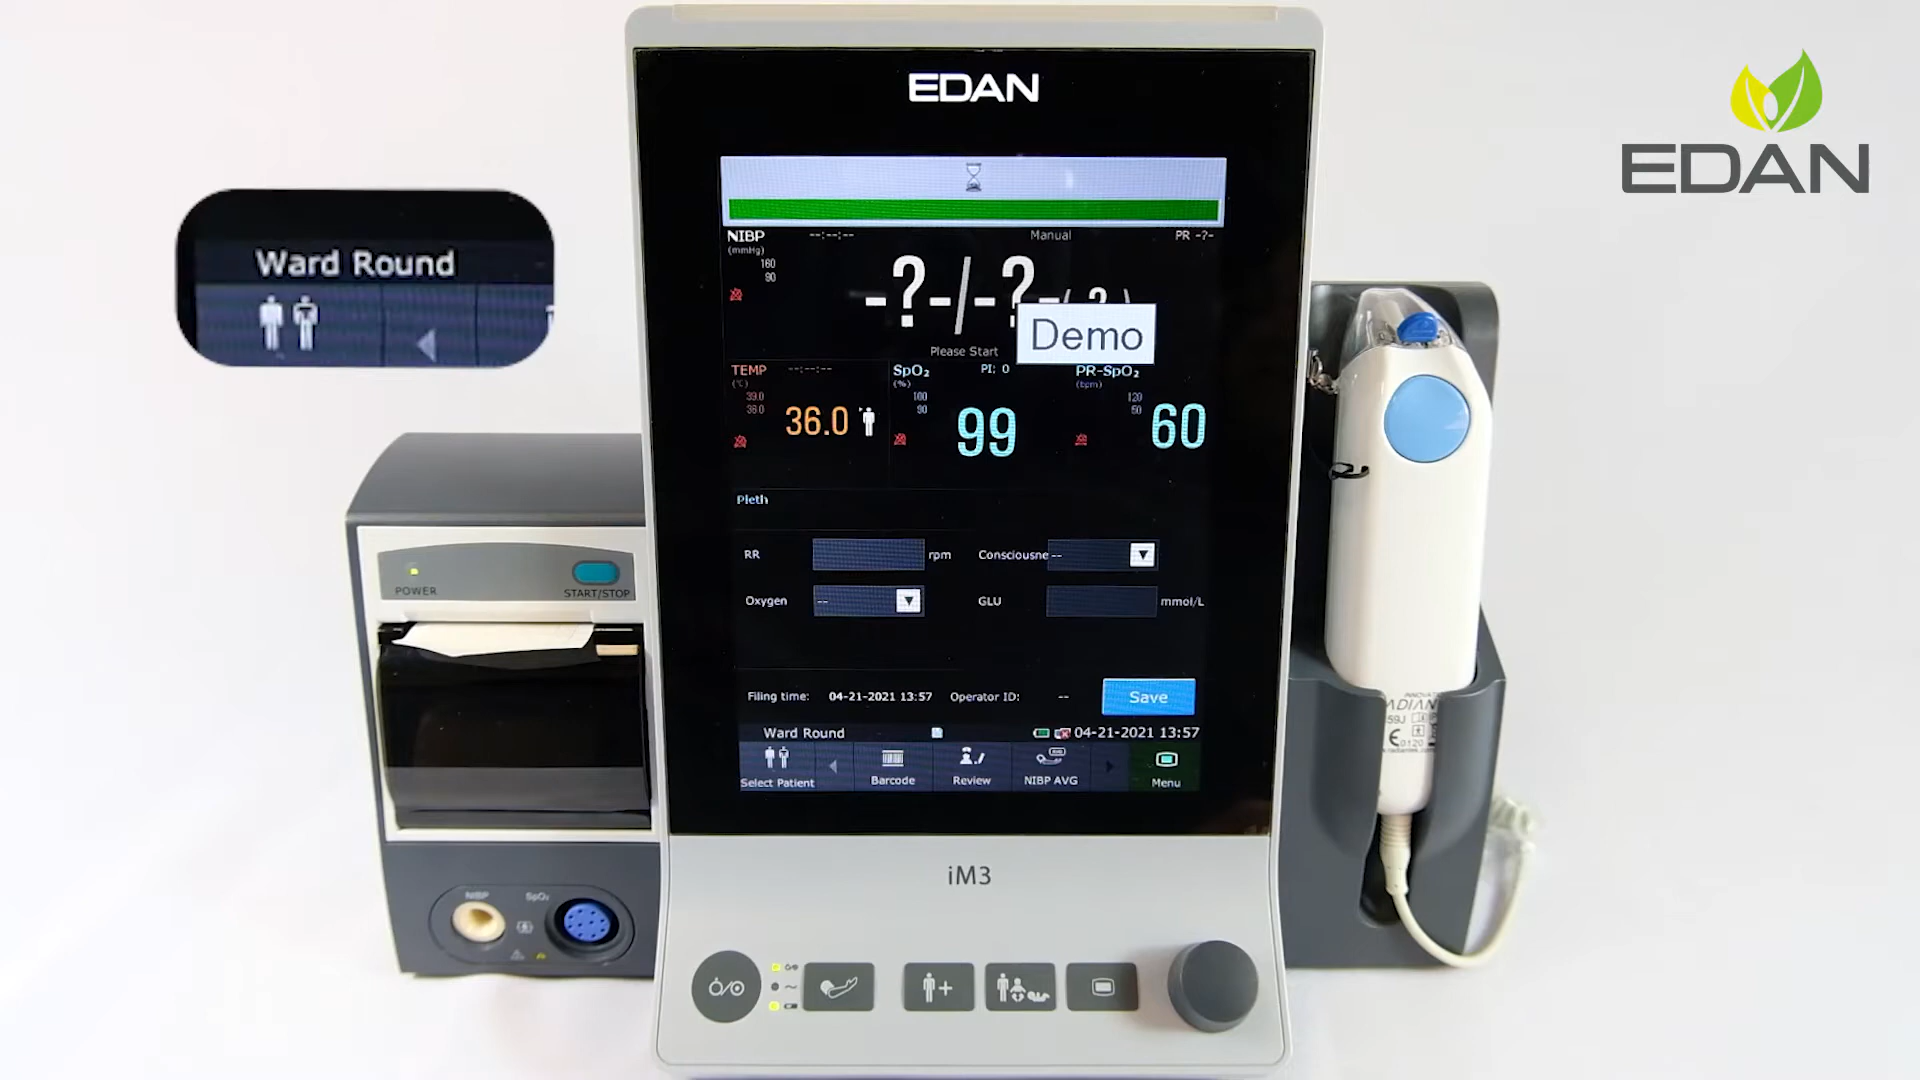 EDAN
EDAN
Ward Round
NIBP --:--:-- Manual PR -?-
(mmHg)
160
90
-?-/-?-(-?-)
Demo
Please Start
TEMP --:--:-- SpO₂ PI: 0 PR-SpO₂
(°C) (%) (bpm)
39.0 100 120
36.0 90 50
36.0 99 60
Pleth
RR rpm Consciousne --
Oxygen -- GLU mmol/L
Filing time: 04-21-2021 13:57 Operator ID: -- Save
Ward Round 04-21-2021 13:57
Select Patient Barcode Review NIBP AVG Menu
POWER START/STOP
NIBP SpO₂
iM3
59J
CE0120